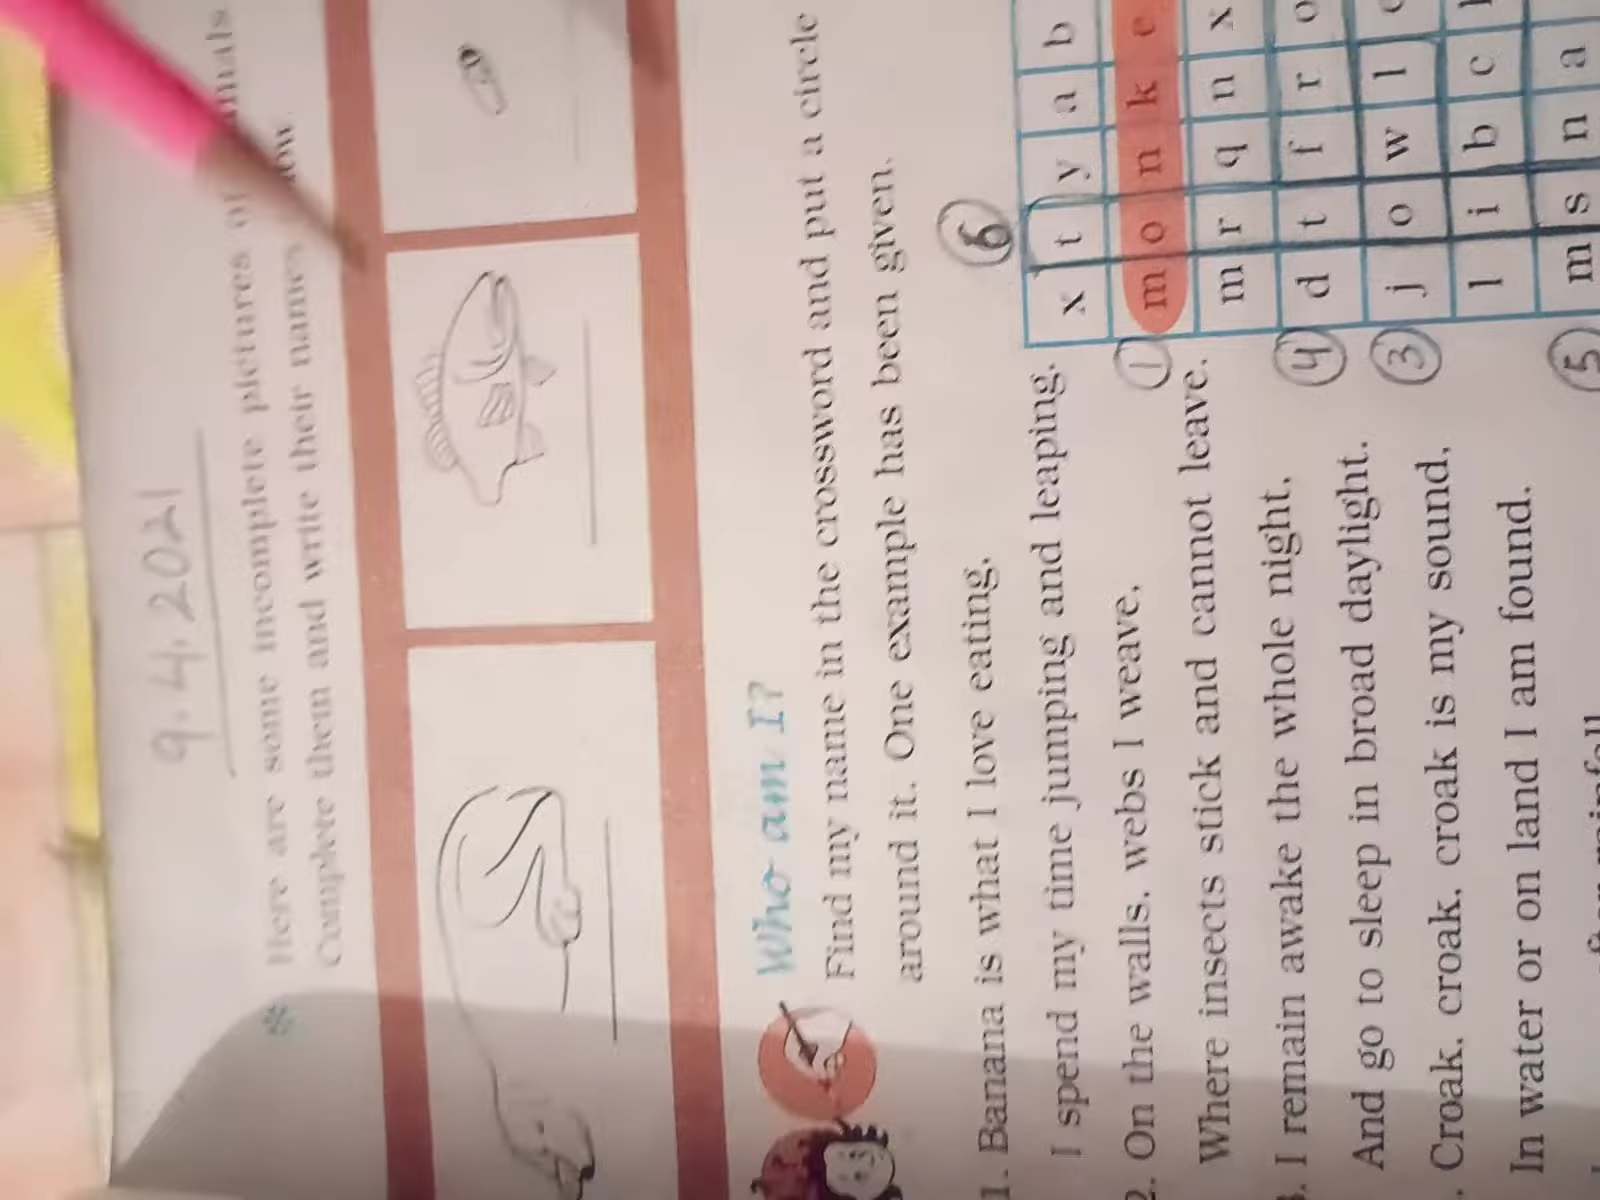 9.4.2021
Here are some incomplete pictures
Complete them and write their names
Who am I?
Find my name in the crossword and put a circle
around it. One example has been given.
1. Banana is what I love eating,
I spend my time jumping and leaping.
2. On the walls, webs I weave,
Where insects stick and cannot leave.
I remain awake the whole night,
And go to sleep in broad daylight.
Croak, croak, croak, croak is my sound,
In water or on land I am found.
6
x t y a b
1 m o n k e
m r q n x
4 d t f r o
3 j o w l
l i b c
5 m s n a